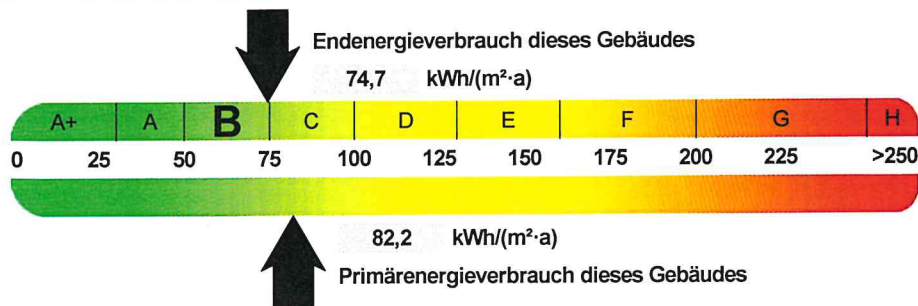 Endenergieverbrauch dieses Gebäudes
74,7 kWh/(m²·a)
A+ A B C D E F G H
0 25 50 75 100 125 150 175 200 225 >250
82,2 kWh/(m²·a)
Primärenergieverbrauch dieses Gebäudes